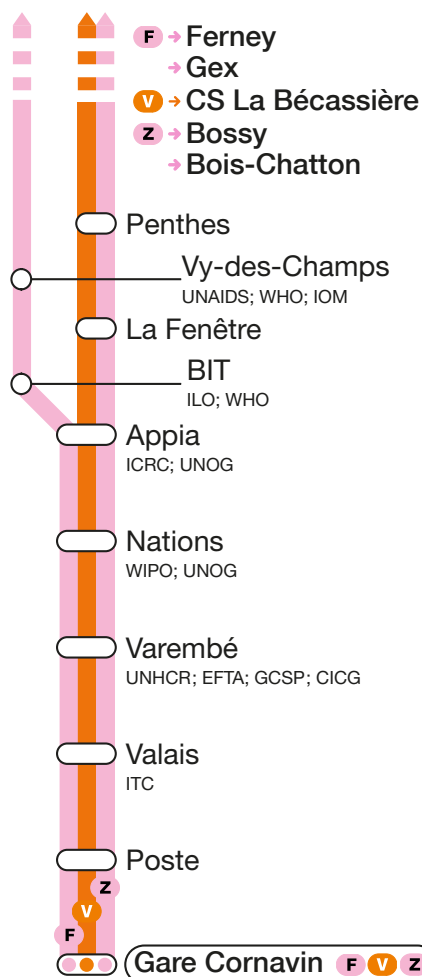 F → Ferney
→ Gex
V → CS La Bécassière
Z → Bossy
→ Bois-Chatton
Penthes
Vy-des-Champs
UNAIDS; WHO; IOM
La Fenêtre
BIT
ILO; WHO
Appia
ICRC; UNOG
Nations
WIPO; UNOG
Varembé
UNHCR; EFTA; GCSP; CICG
Valais
ITC
Poste
Z
V
F
Gare Cornavin F V Z